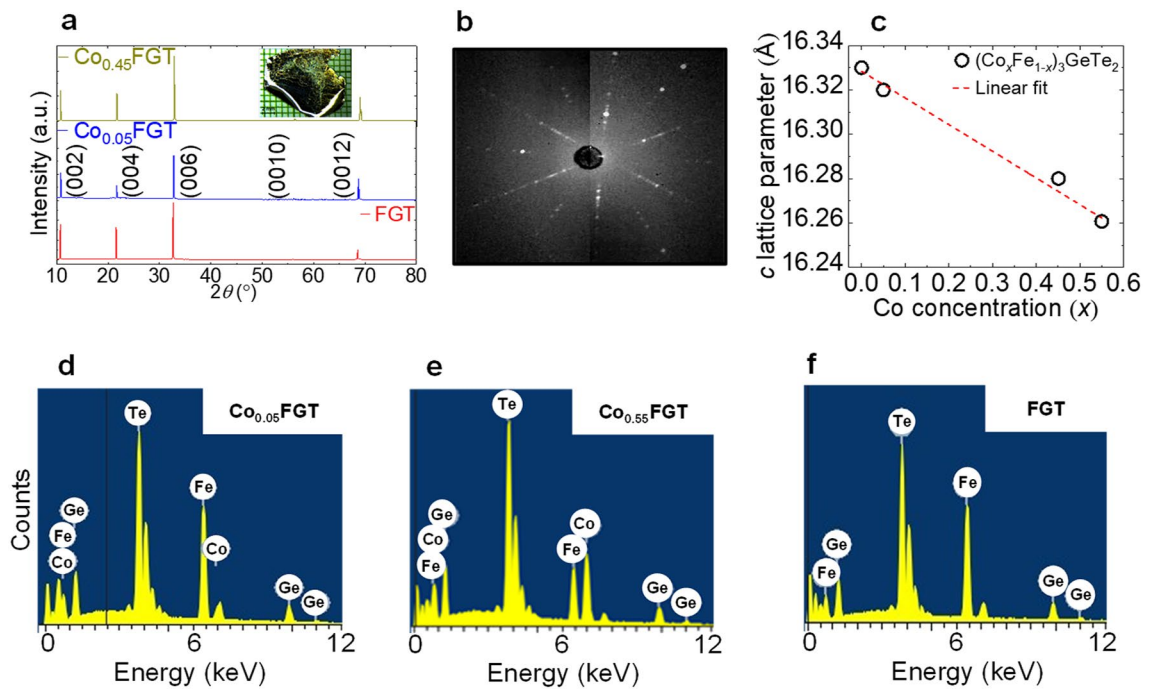 a
Co0.45FGT
Co0.05FGT
(002)
(004)
(006)
(0010)
(0012)
FGT
Intensity (a.u.)
10 20 30 40 50 60 70 80
2θ (°)
b
c
16.34
16.32
16.30
16.28
16.26
16.24
c lattice parameter (Å)
(CoxFe1-x)3GeTe2
Linear fit
0.0 0.1 0.2 0.3 0.4 0.5 0.6
Co concentration (x)
d
Co0.05FGT
Te
Fe
Ge
Fe
Co
Co
Ge
Ge
Counts
0 6 12
Energy (keV)
e
Co0.55FGT
Te
Ge
Co
Fe
Co
Fe
Ge
Ge
0 6 12
Energy (keV)
f
FGT
Te
Fe
Ge
Fe
Ge
Ge
0 6 12
Energy (keV)